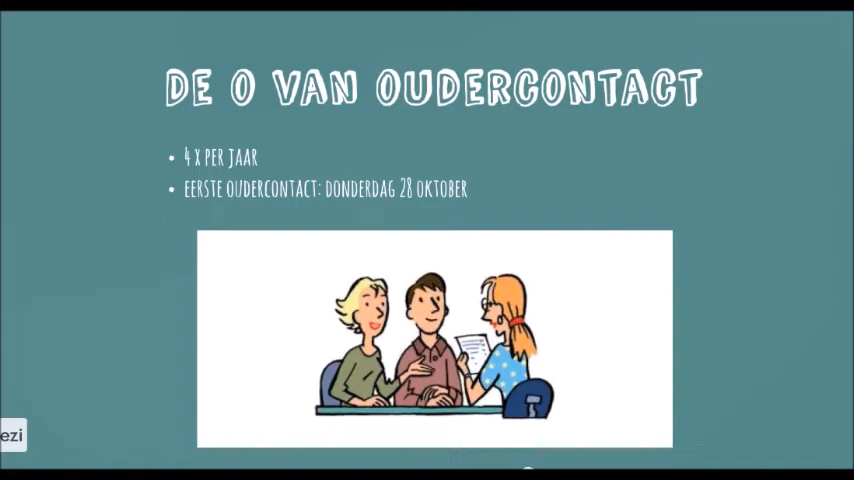 DE O VAN OUDERCONTACT
• 4 X PER JAAR
• EERSTE OUDERCONTACT: DONDERDAG 28 OKTOBER
ezi